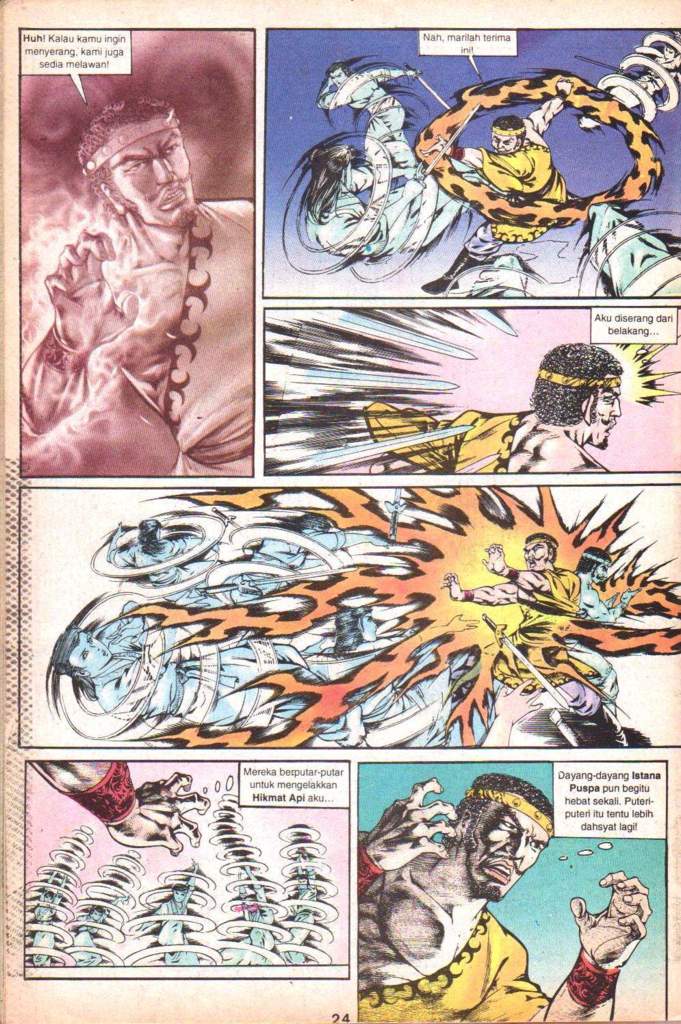 Huh! Kalau kamu ingin
menyerang, kami juga
sedia melawan!
Nah, marilah terima
ini!
Aku diserang dari
belakang...
Mereka berputar-putar
untuk mengelakkan
Hikmat Api aku...
Dayang-dayang Istana
Puspa pun begitu
hebat sekali. Puteri-
puteri itu tentu lebih
dahsyat lagi!
24